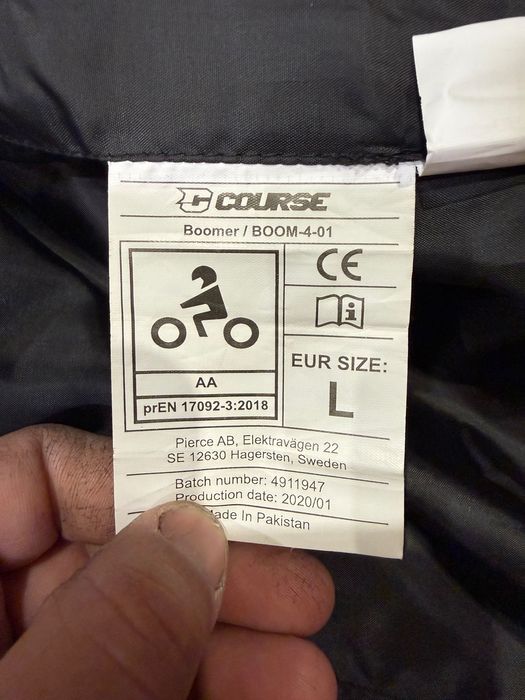 COURSE
Boomer / BOOM-4-01
CE
i
AA
prEN 17092-3:2018
EUR SIZE:
L
Pierce AB, Elektravägen 22
SE 12630 Hagersten, Sweden
Batch number: 4911947
Production date: 2020/01
Made In Pakistan